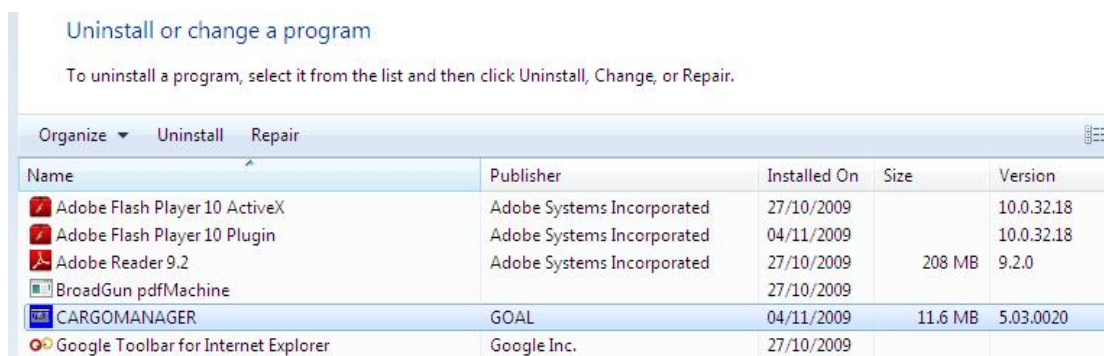 Uninstall or change a program
To uninstall a program, select it from the list and then click Uninstall, Change, or Repair.
Organize Uninstall Repair
Name Publisher Installed On Size Version
Adobe Flash Player 10 ActiveX Adobe Systems Incorporated 27/10/2009 10.0.32.18
Adobe Flash Player 10 Plugin Adobe Systems Incorporated 04/11/2009 10.0.32.18
Adobe Reader 9.2 Adobe Systems Incorporated 27/10/2009 208 MB 9.2.0
BroadGun pdfMachine 27/10/2009
CARGOMANAGER GOAL 04/11/2009 11.6 MB 5.03.0020
Google Toolbar for Internet Explorer Google Inc. 27/10/2009